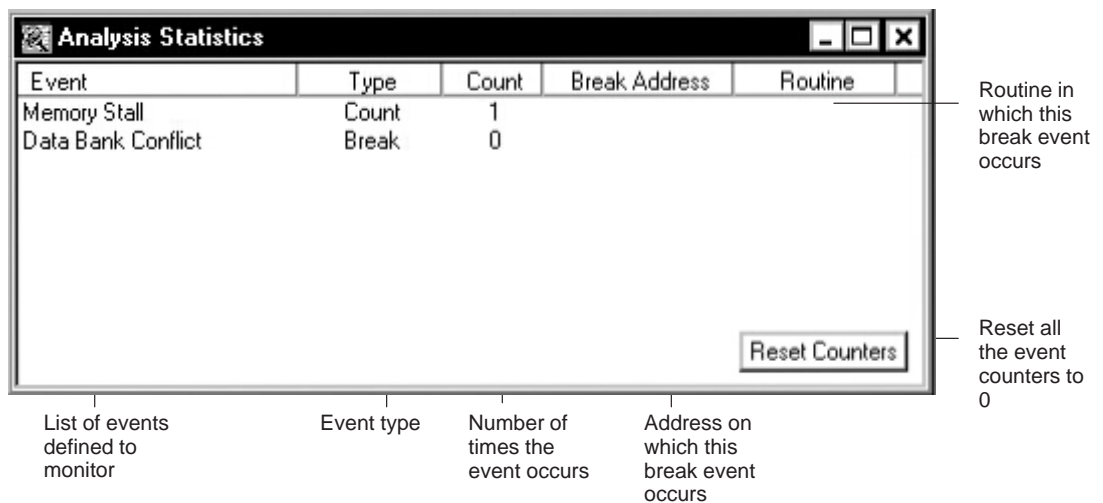 Analysis Statistics
Event Type Count Break Address Routine
Memory Stall Count 1
Data Bank Conflict Break 0
Routine in
which this
break event
occurs
Reset Counters
Reset all
the event
counters to
0
List of events
defined to
monitor
Event type
Number of
times the
event occurs
Address on
which this
break event
occurs